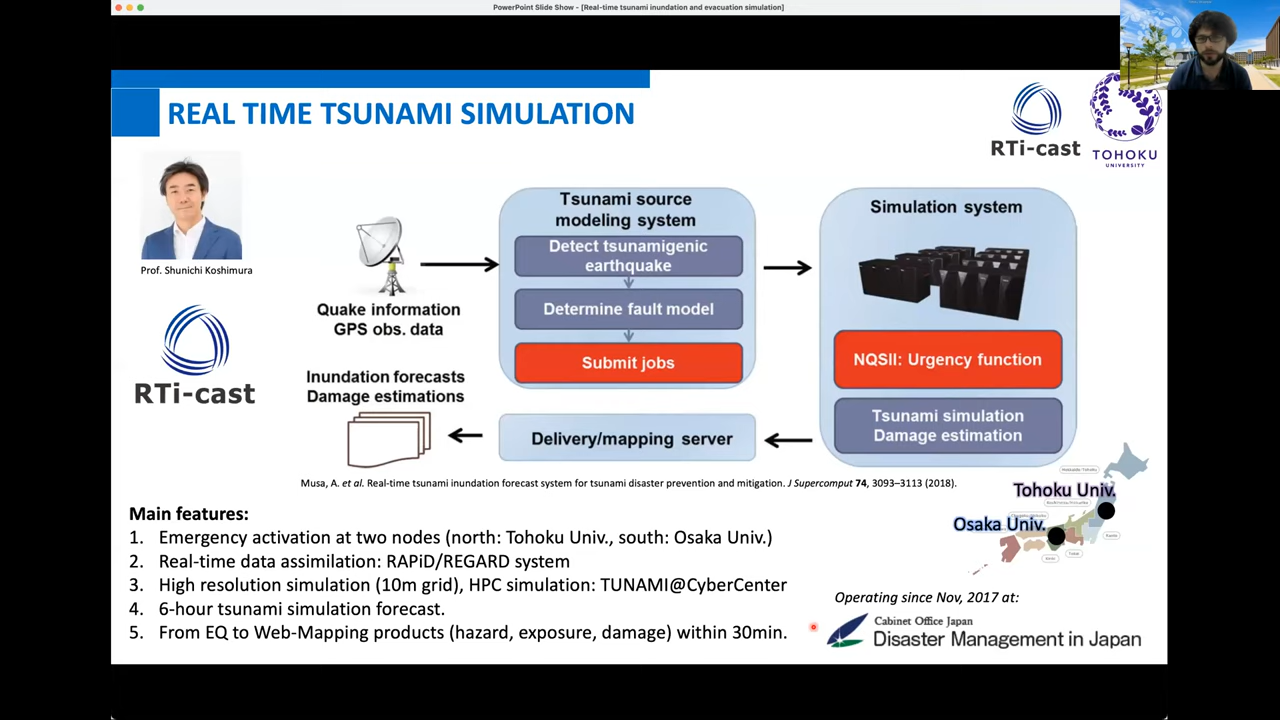 PowerPoint Slide Show - [Real-time tsunami inundation and evacuation simulation]
REAL TIME TSUNAMI SIMULATION
RTi-cast
TOHOKU
UNIVERSITY
Prof. Shunichi Koshimura
RTi-cast
Quake information
GPS obs. data
Tsunami source
modeling system
Detect tsunamigenic
earthquake
Determine fault model
Submit jobs
Simulation system
NQSII: Urgency function
Tsunami simulation
Damage estimation
Inundation forecasts
Damage estimations
Delivery/mapping server
Musa, A. et al. Real-time tsunami inundation forecast system for tsunami disaster prevention and mitigation. J Supercomput 74, 3093–3113 (2018).
Tohoku Univ.
Osaka Univ.
Main features:
1. Emergency activation at two nodes (north: Tohoku Univ., south: Osaka Univ.)
2. Real-time data assimilation: RAPiD/REGARD system
3. High resolution simulation (10m grid), HPC simulation: TUNAMI@CyberCenter
4. 6-hour tsunami simulation forecast.
5. From EQ to Web-Mapping products (hazard, exposure, damage) within 30min.
Operating since Nov, 2017 at:
Cabinet Office Japan
Disaster Management in Japan